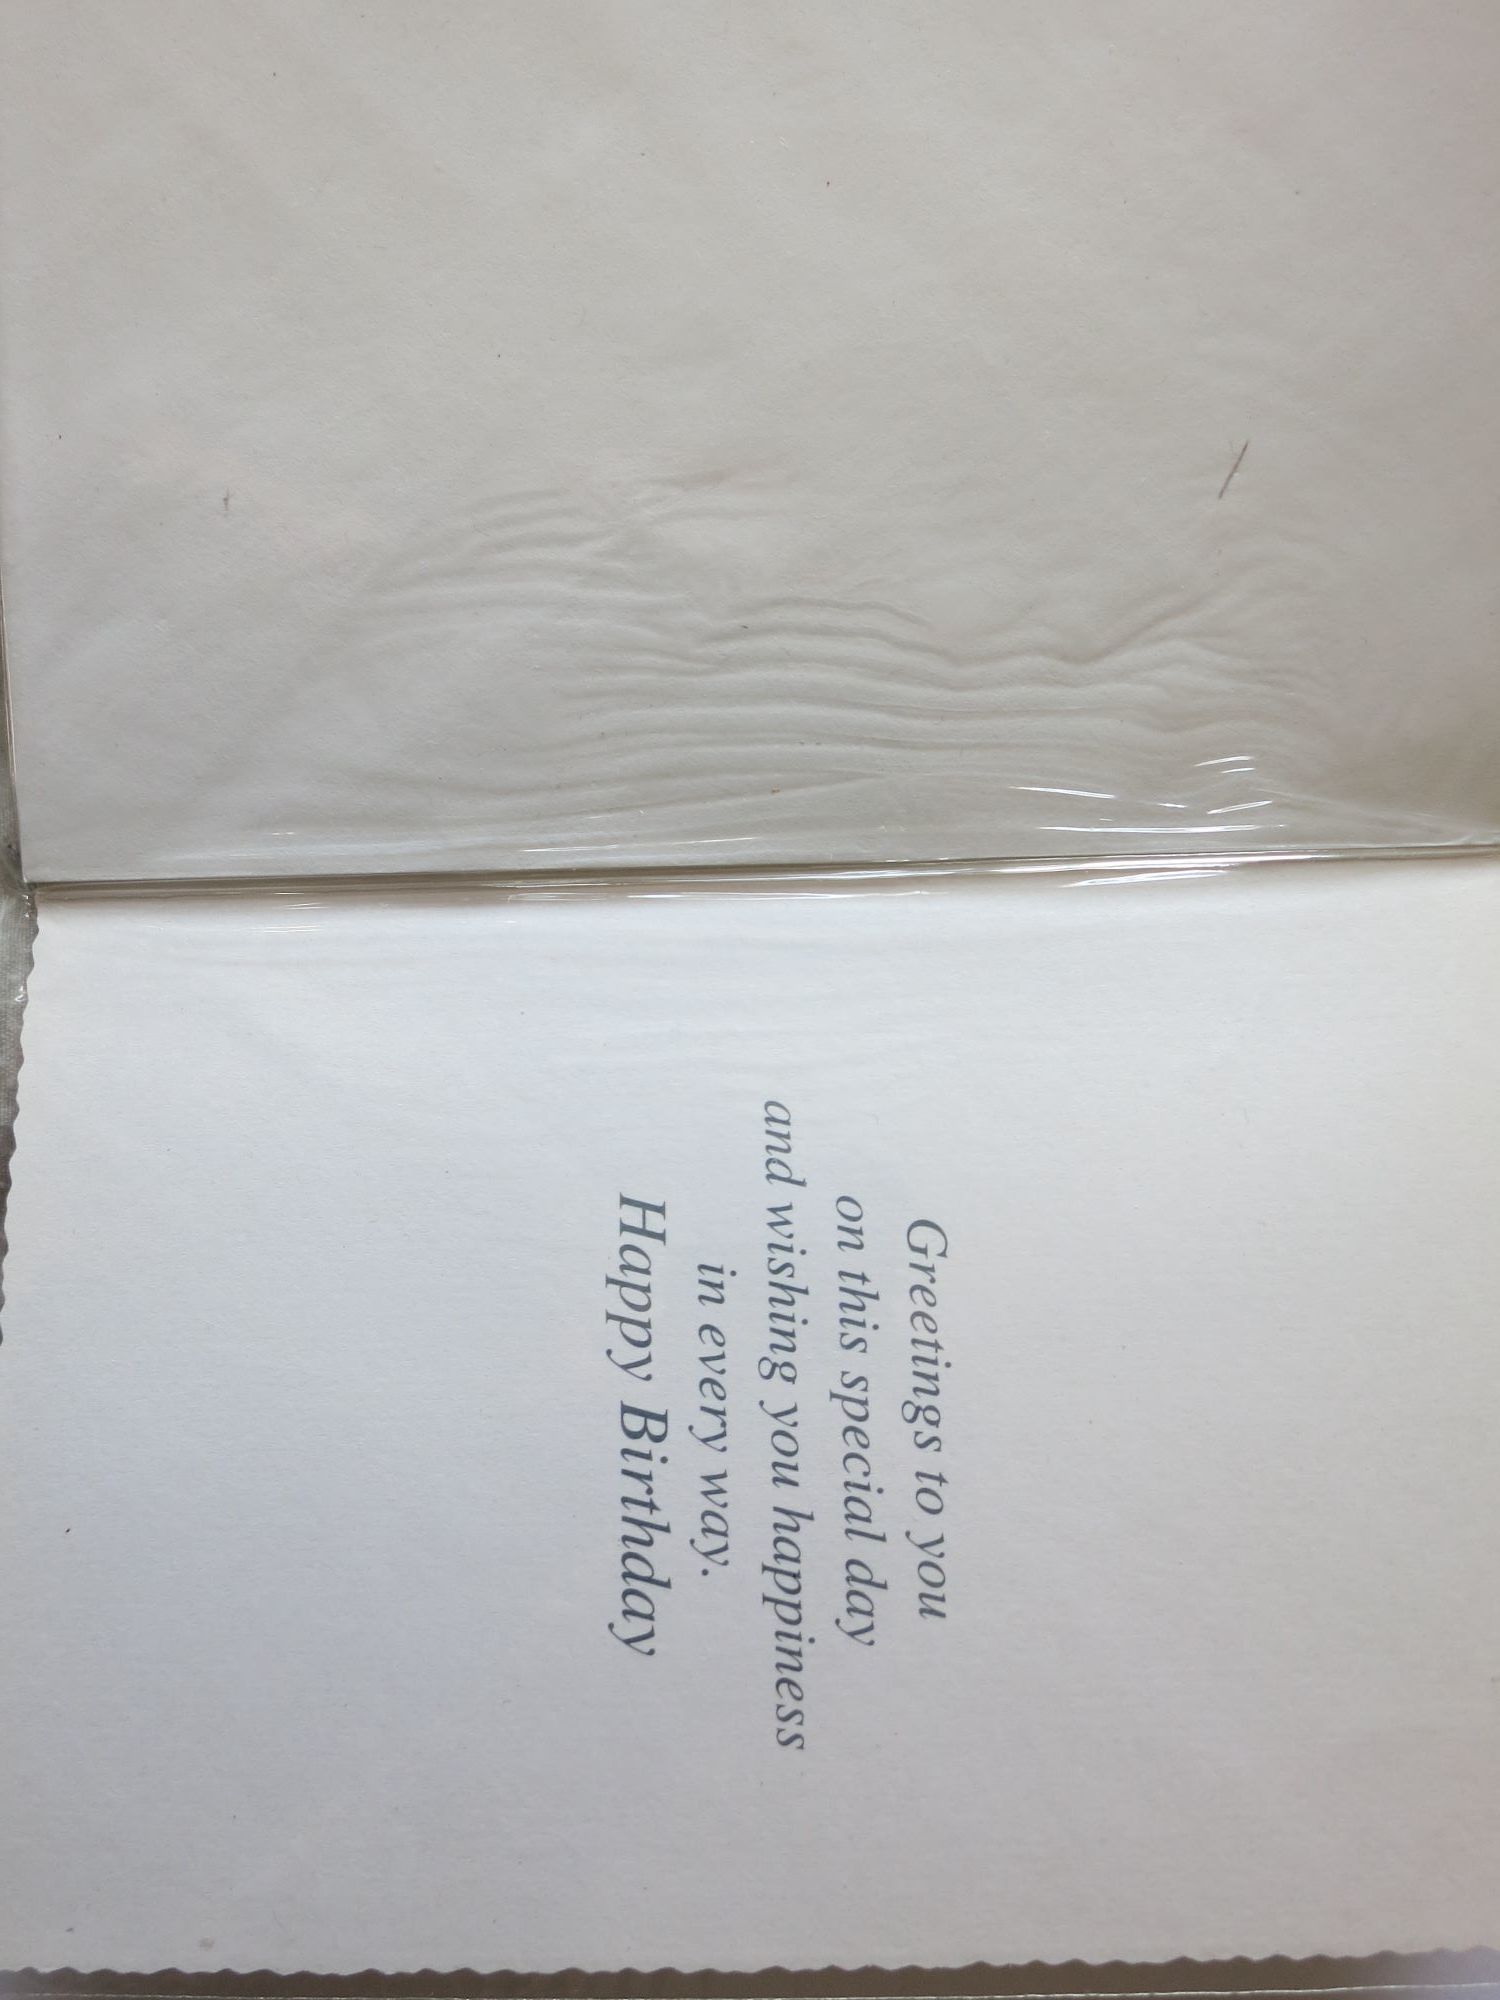 Greetings to you
on this special day
and wishing you happiness
in every way.
Happy Birthday